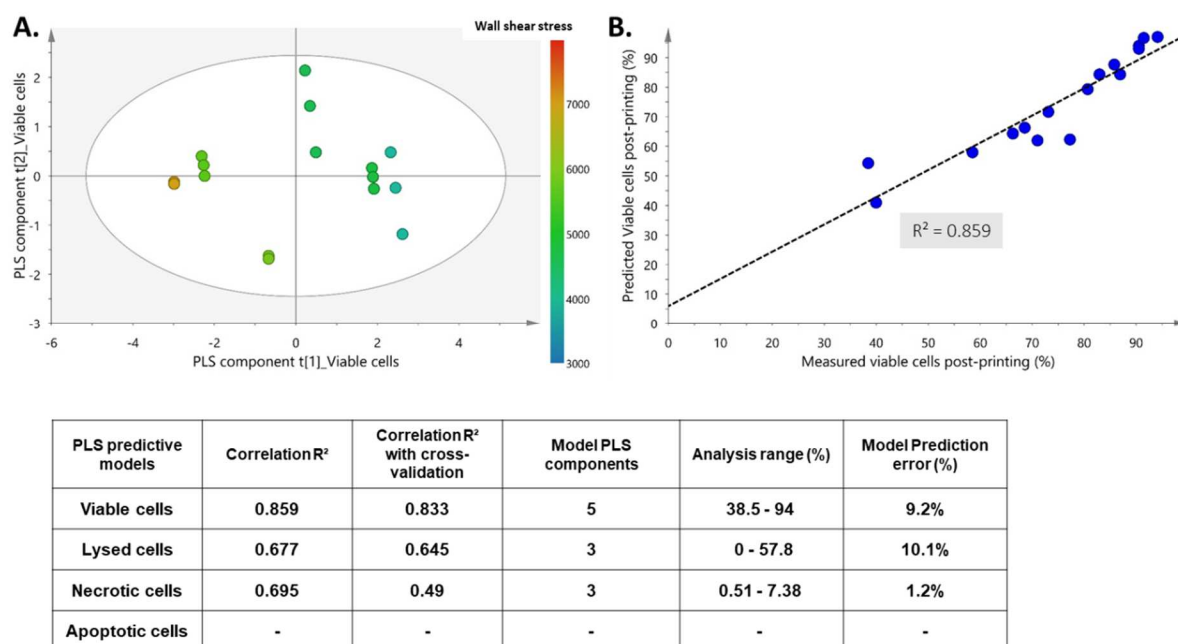 A.
Wall shear stress
PLS component t[2]_Viable cells
2
1
0
-1
-2
-3
-6
-4
-2
0
2
4
PLS component t[1]_Viable cells
7000
6000
5000
4000
3000
B.
Predicted Viable cells post-printing (%)
90
80
70
60
50
40
30
20
10
0
0
10
20
30
40
50
60
70
80
90
Measured viable cells post-printing (%)
R² = 0.859
PLS predictive models Correlation R² Correlation R² with cross-validation Model PLS components Analysis range (%) Model Prediction error (%)
Viable cells 0.859 0.833 5 38.5 - 94 9.2%
Lysed cells 0.677 0.645 3 0 - 57.8 10.1%
Necrotic cells 0.695 0.49 3 0.51 - 7.38 1.2%
Apoptotic cells - - - - -